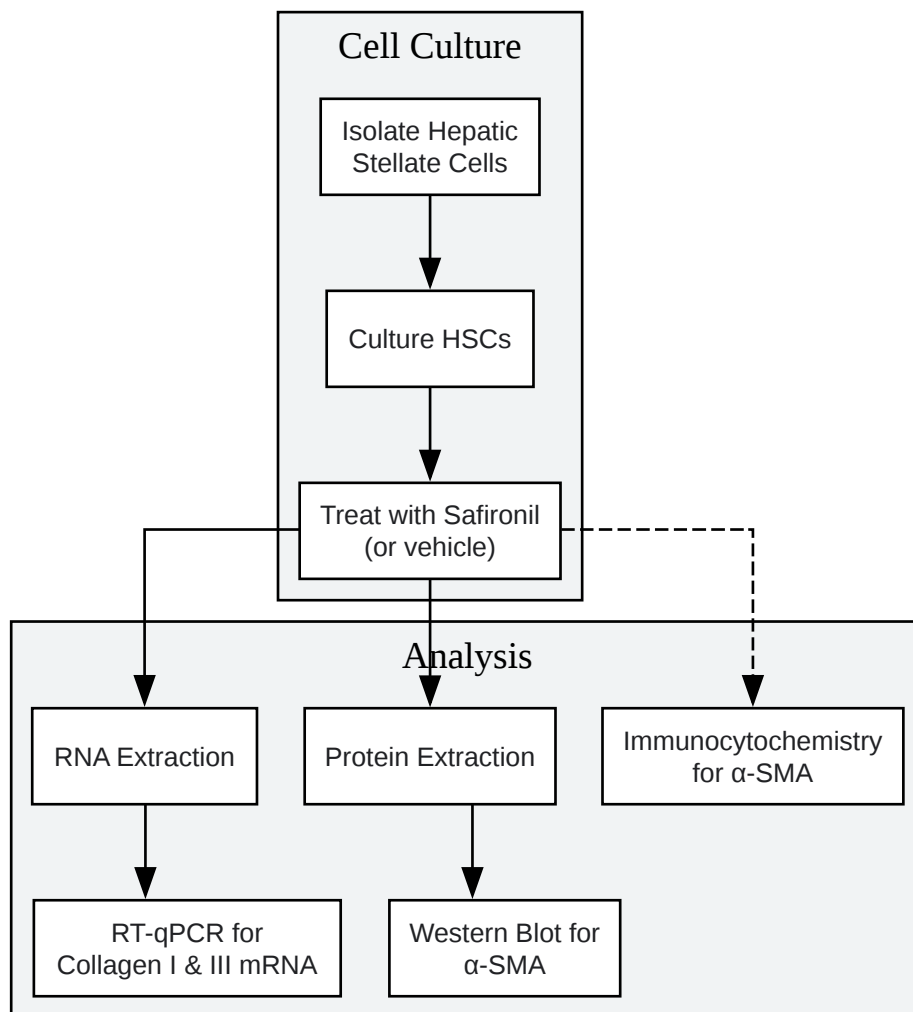 Cell Culture
Isolate Hepatic
Stellate Cells
Culture HSCs
Treat with Safironil
(or vehicle)
Analysis
RNA Extraction
Protein Extraction
Immunocytochemistry
for α-SMA
RT-qPCR for
Collagen I & III mRNA
Western Blot for
α-SMA